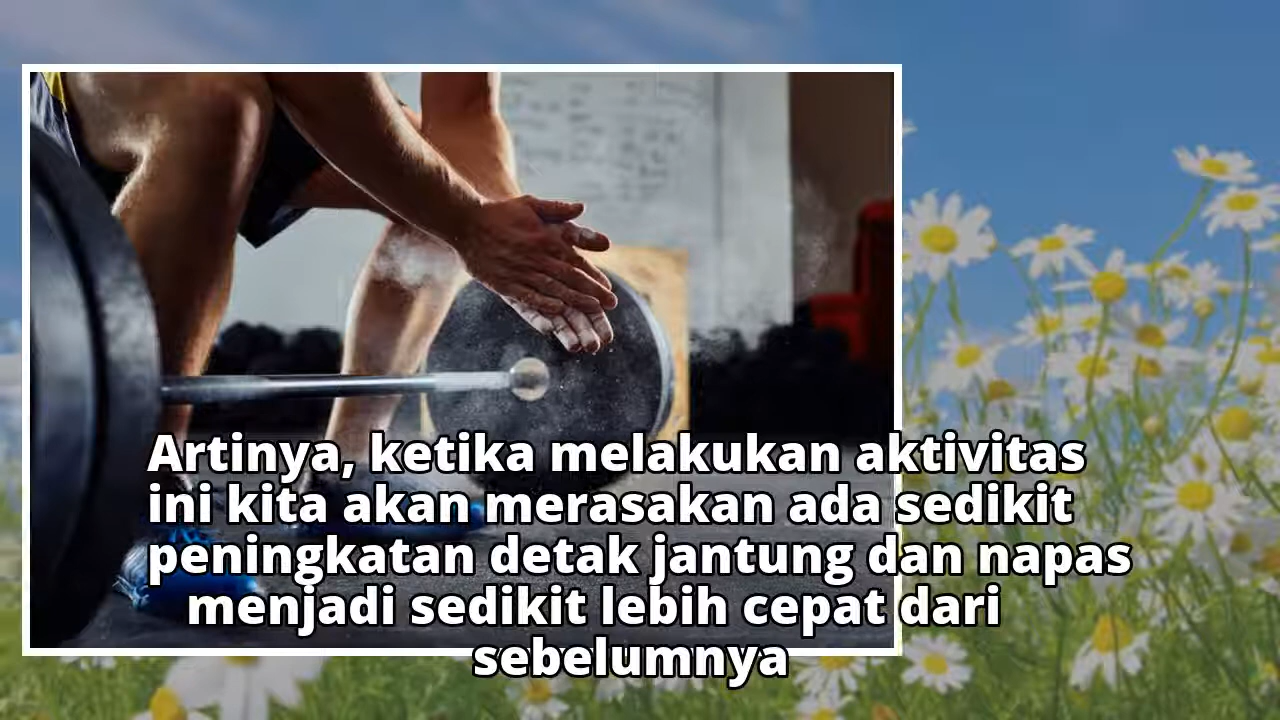 Artinya, ketika melakukan aktivitas
ini kita akan merasakan ada sedikit
peningkatan detak jantung dan napas
menjadi sedikit lebih cepat dari
sebelumnya